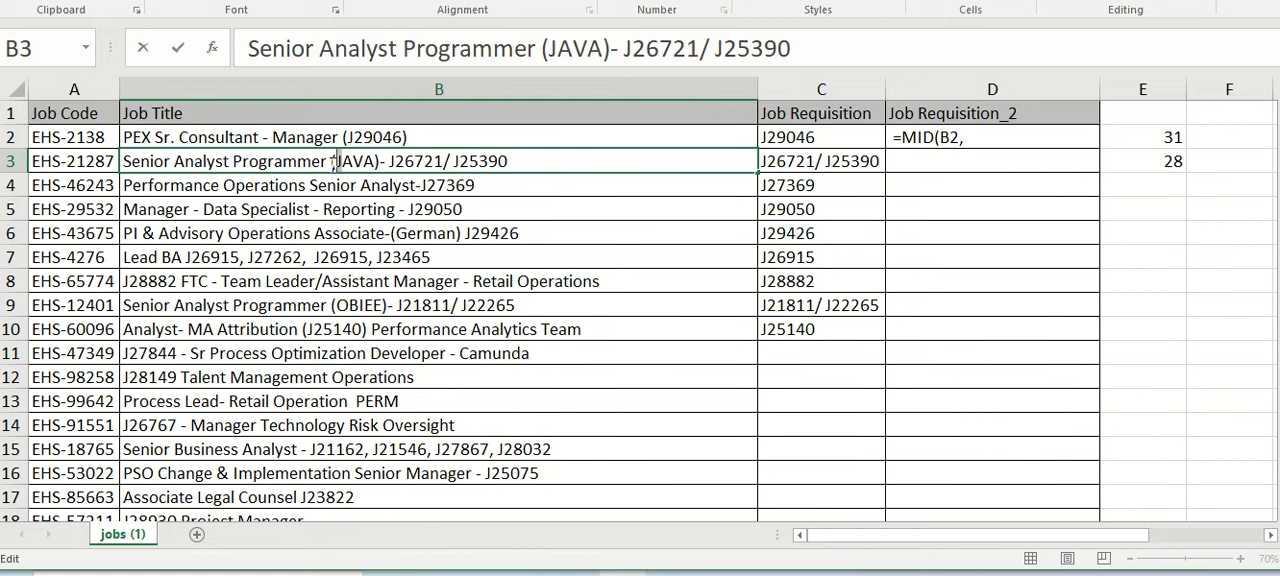 Clipboard Font Alignment Number Styles Cells Editing
B3 fx Senior Analyst Programmer (JAVA)- J26721/ J25390
A B C D E F
1 Job Code Job Title Job Requisition Job Requisition_2
2 EHS-2138 PEX Sr. Consultant - Manager (J29046) J29046 =MID(B2, 31
3 EHS-21287 Senior Analyst Programmer (JAVA)- J26721/ J25390 J26721/ J25390 28
4 EHS-46243 Performance Operations Senior Analyst-J27369 J27369
5 EHS-29532 Manager - Data Specialist - Reporting - J29050 J29050
6 EHS-43675 PI & Advisory Operations Associate-(German) J29426 J29426
7 EHS-4276 Lead BA J26915, J27262,  J26915, J23465 J26915
8 EHS-65774 J28882 FTC - Team Leader/Assistant Manager - Retail Operations J28882
9 EHS-12401 Senior Analyst Programmer (OBIEE)- J21811/ J22265 J21811/ J22265
10 EHS-60096 Analyst- MA Attribution (J25140) Performance Analytics Team J25140
11 EHS-47349 J27844 - Sr Process Optimization Developer - Camunda
12 EHS-98258 J28149 Talent Management Operations
13 EHS-99642 Process Lead- Retail Operation  PERM
14 EHS-91551 J26767 - Manager Technology Risk Oversight
15 EHS-18765 Senior Business Analyst - J21162, J21546, J27867, J28032
16 EHS-53022 PSO Change & Implementation Senior Manager - J25075
17 EHS-85663 Associate Legal Counsel J23822
18 EHS-57211 J28930 Project Manager
jobs (1)
Edit 70%